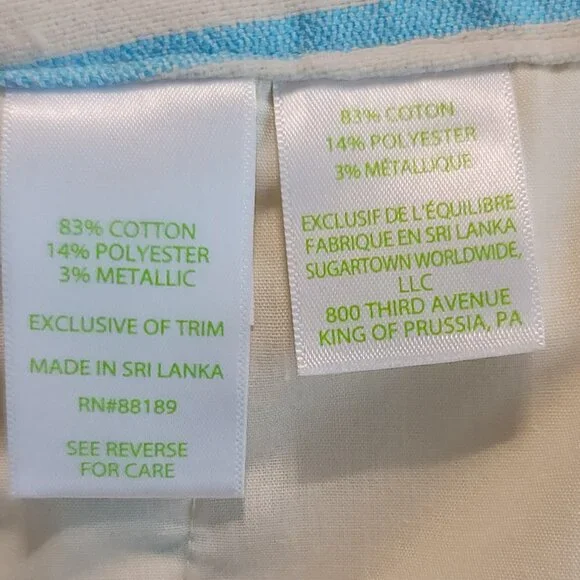 83% COTTON
14% POLYESTER
3% METALLIC
EXCLUSIVE OF TRIM
MADE IN SRI LANKA
RN#88189
SEE REVERSE
FOR CARE
83% COTON
14% POLYESTER
3% MÉTALLIQUE
EXCLUSIF DE L'ÉQUILIBRE
FABRIQUE EN SRI LANKA
SUGARTOWN WORLDWIDE,
LLC
800 THIRD AVENUE
KING OF PRUSSIA, PA